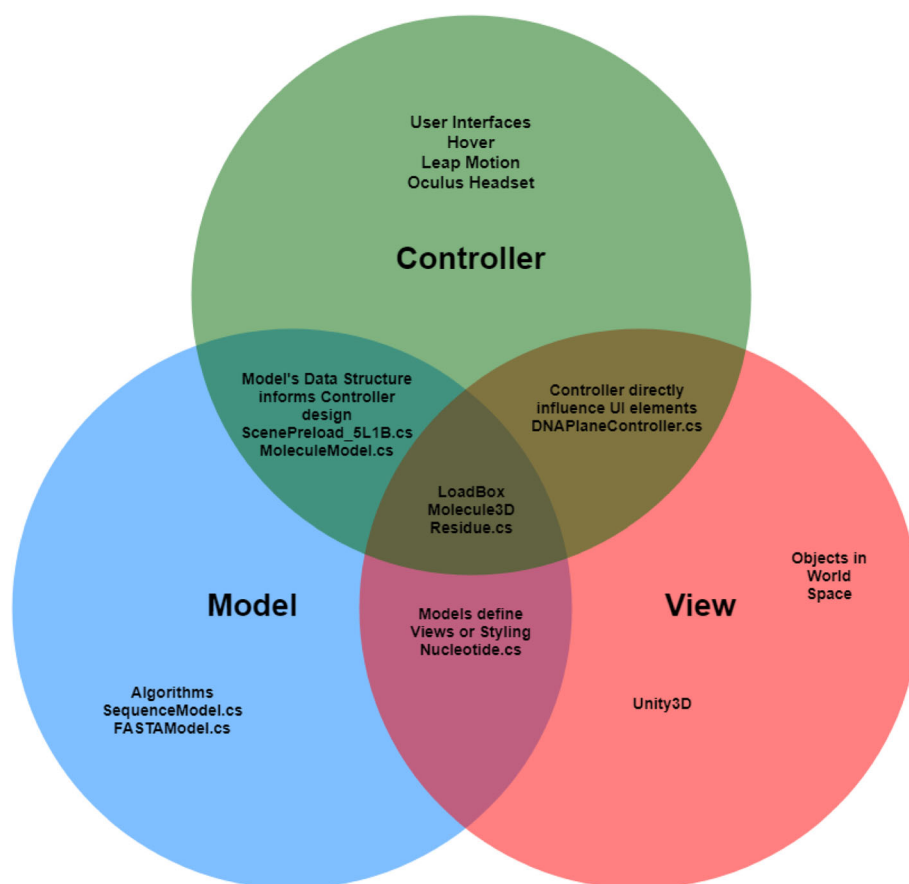 User Interfaces
Hover
Leap Motion
Oculus Headset
Controller
Model's Data Structure
informs Controller
design
ScenePreload_5L1B.cs
MoleculeModel.cs
Controller directly
influence UI elements
DNAPlaneController.cs
LoadBox
Molecule3D
Residue.cs
Model
Models define
Views or Styling
Nucleotide.cs
View
Objects in
World
Space
Algorithms
SequenceModel.cs
FASTAModel.cs
Unity3D